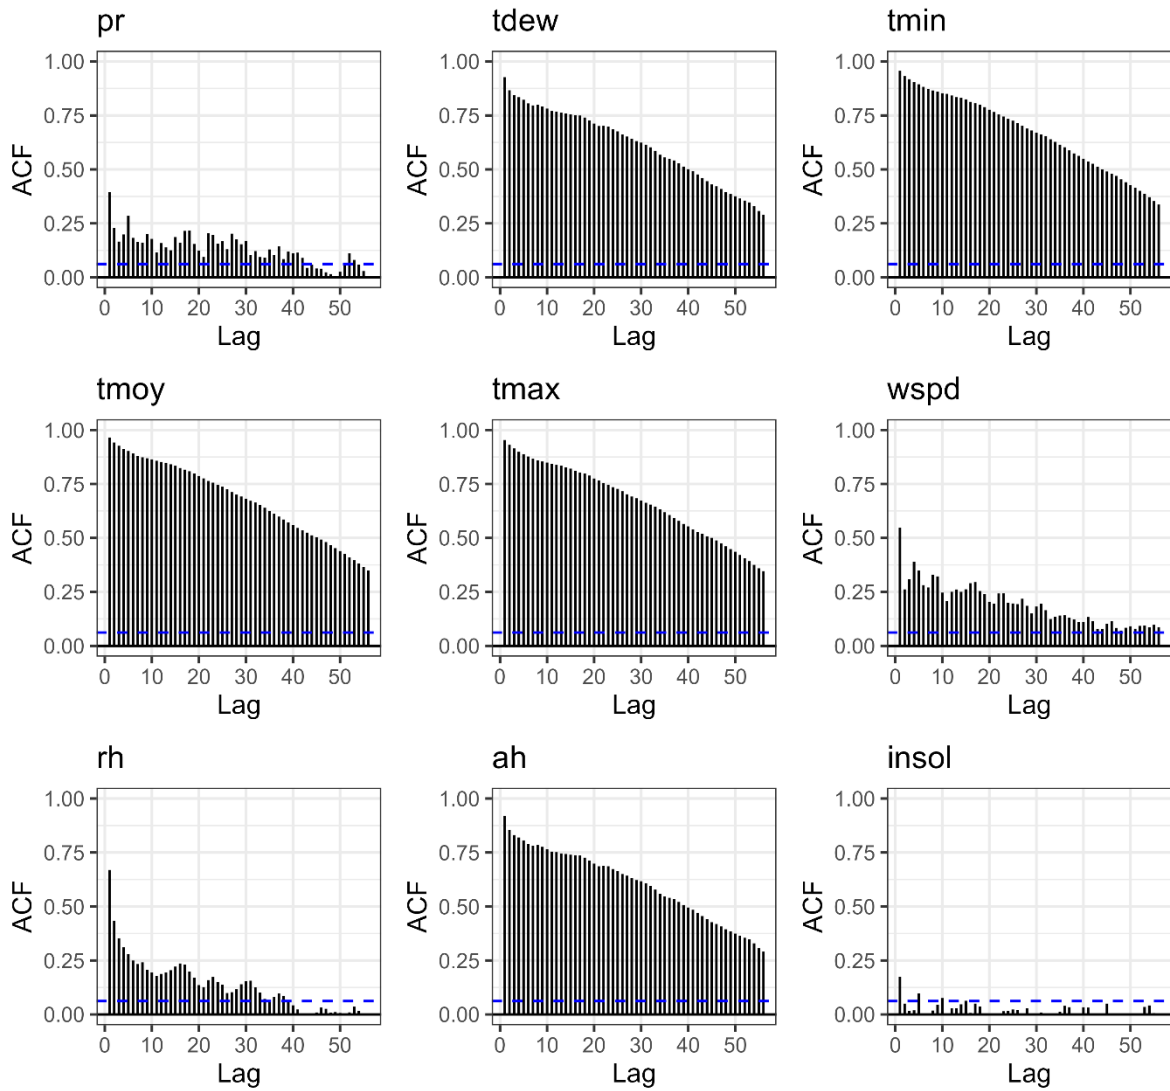 pr tdew tmin
1.00 1.00 1.00
0.75 0.75 0.75
ACF 0.50 ACF 0.50 ACF 0.50
0.25 0.25 0.25
0.00 0.00 0.00
0 10 20 30 40 50 0 10 20 30 40 50 0 10 20 30 40 50
Lag Lag Lag
tmoy tmax wspd
1.00 1.00 1.00
0.75 0.75 0.75
ACF 0.50 ACF 0.50 ACF 0.50
0.25 0.25 0.25
0.00 0.00 0.00
0 10 20 30 40 50 0 10 20 30 40 50 0 10 20 30 40 50
Lag Lag Lag
rh ah insol
1.00 1.00 1.00
0.75 0.75 0.75
ACF 0.50 ACF 0.50 ACF 0.50
0.25 0.25 0.25
0.00 0.00 0.00
0 10 20 30 40 50 0 10 20 30 40 50 0 10 20 30 40 50
Lag Lag Lag